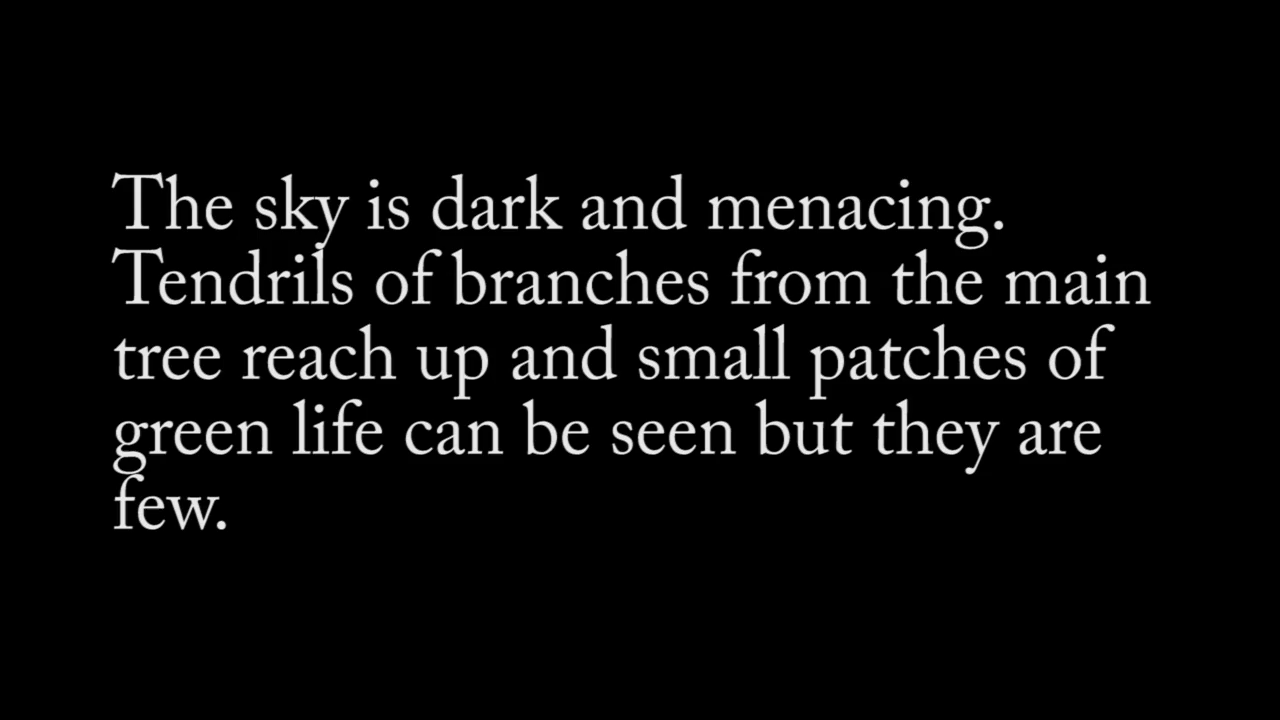 The sky is dark and menacing.
Tendrils of branches from the main
tree reach up and small patches of
green life can be seen but they are
few.